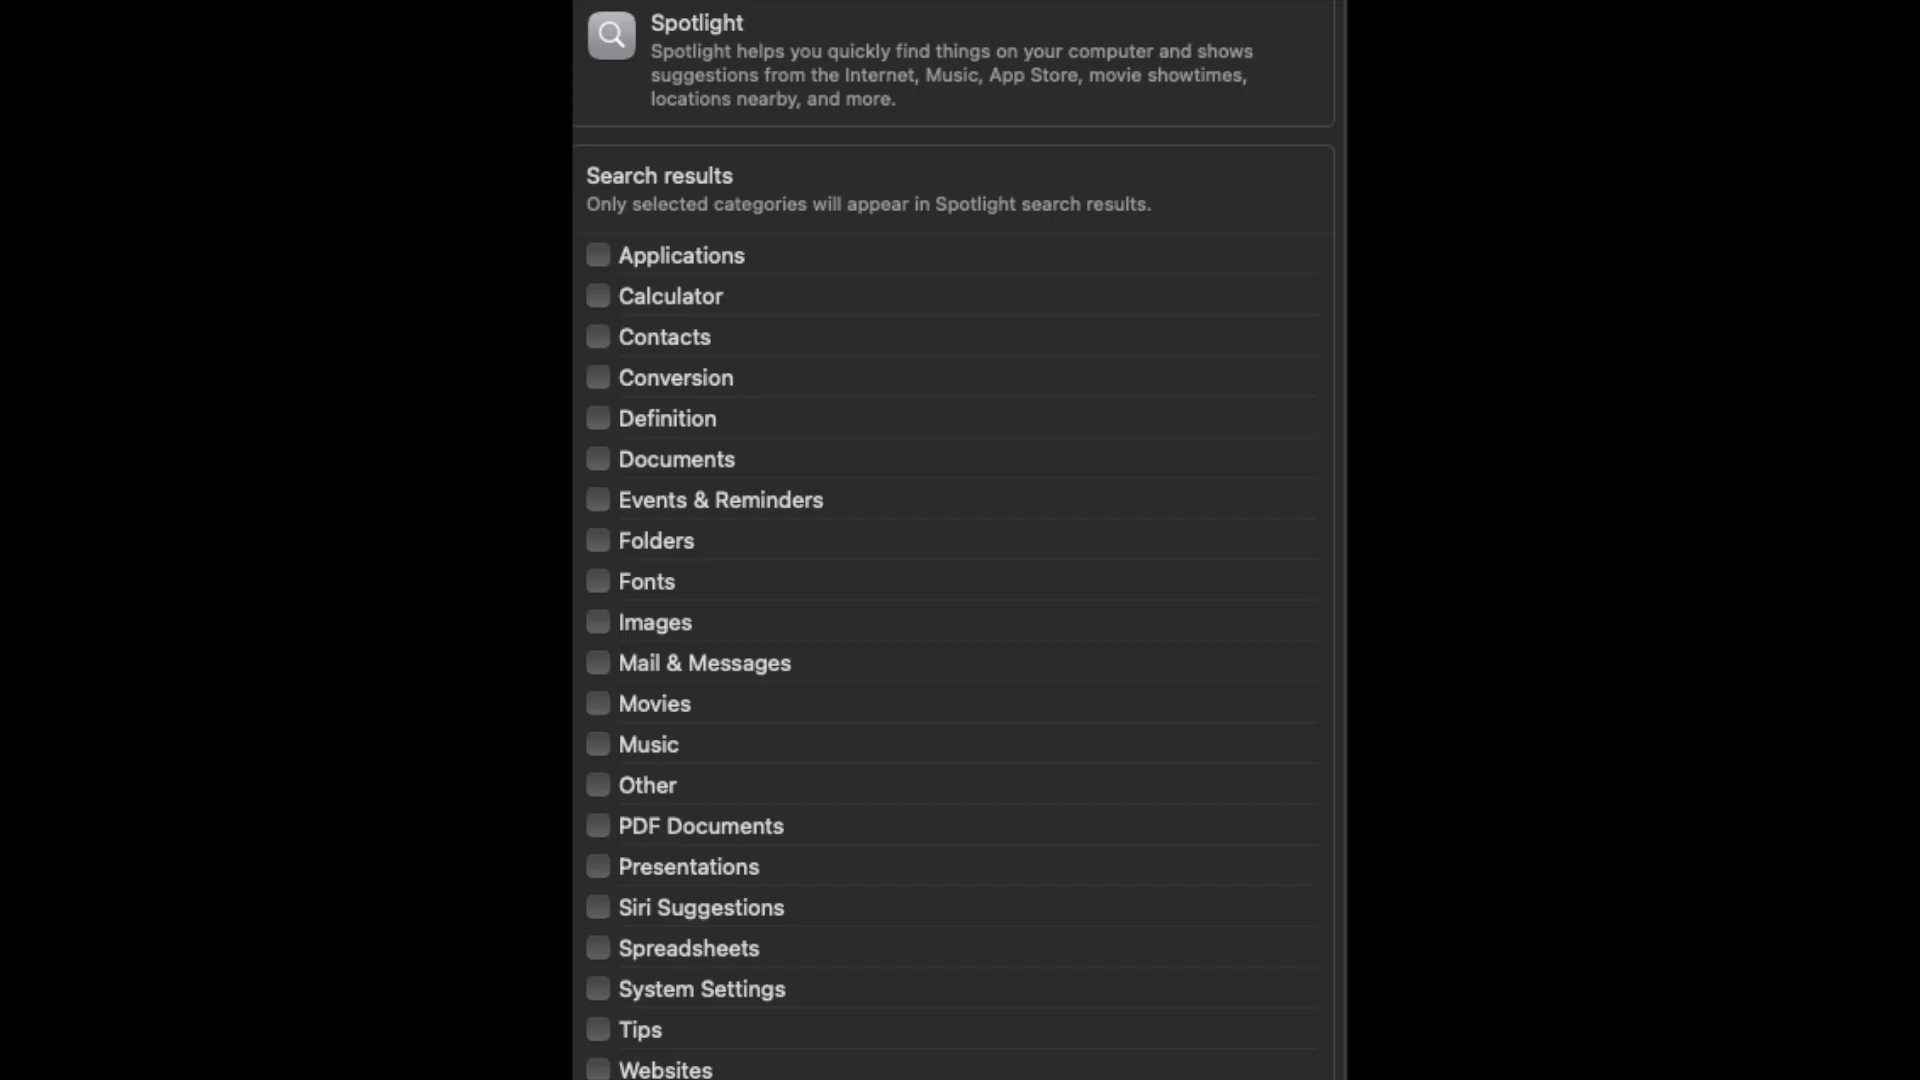 Spotlight
Spotlight helps you quickly find things on your computer and shows
suggestions from the Internet, Music, App Store, movie showtimes,
locations nearby, and more.
Search results
Only selected categories will appear in Spotlight search results.
Applications
Calculator
Contacts
Conversion
Definition
Documents
Events & Reminders
Folders
Fonts
Images
Mail & Messages
Movies
Music
Other
PDF Documents
Presentations
Siri Suggestions
Spreadsheets
System Settings
Tips
Websites